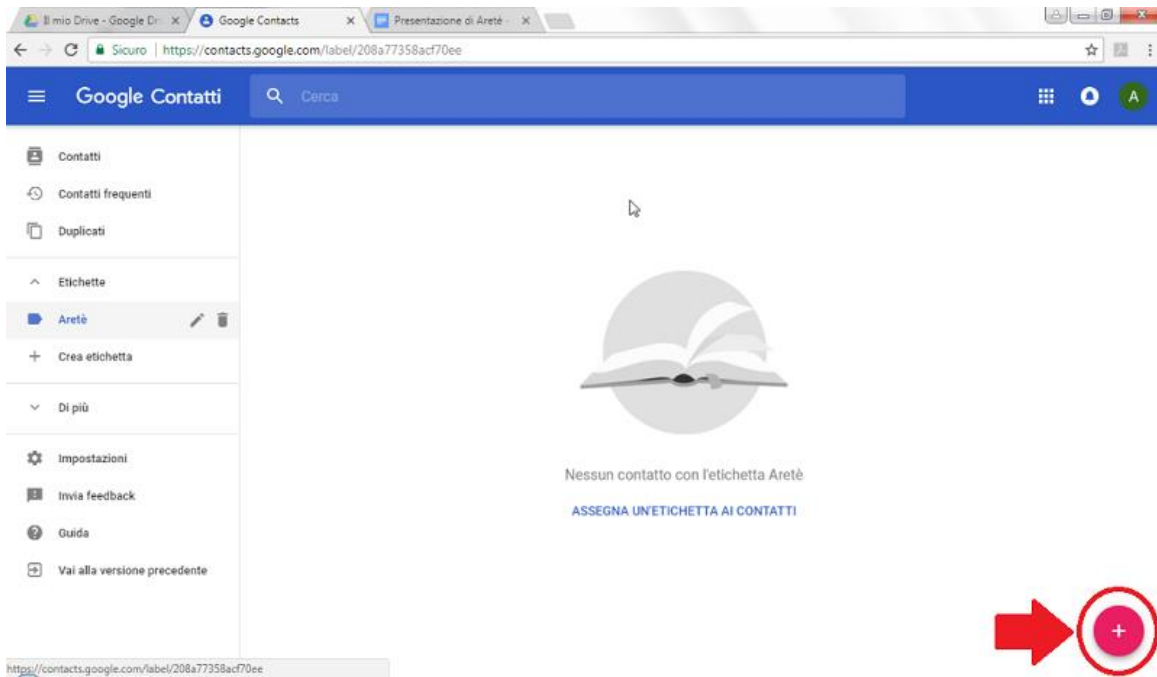 Il mio Drive - Google Dri
Google Contacts
Presentazione di Aretè -
Sicuro | https://contacts.google.com/label/208a77358acf70ee
Google Contatti
Cerca
A
Contatti
Contatti frequenti
Duplicati
Etichette
Aretè
Crea etichetta
Di più
Impostazioni
Invia feedback
Guida
Vai alla versione precedente
Nessun contatto con l'etichetta Aretè
ASSEGNA UN'ETICHETTA AI CONTATTI
+
https://contacts.google.com/label/208a77358acf70ee